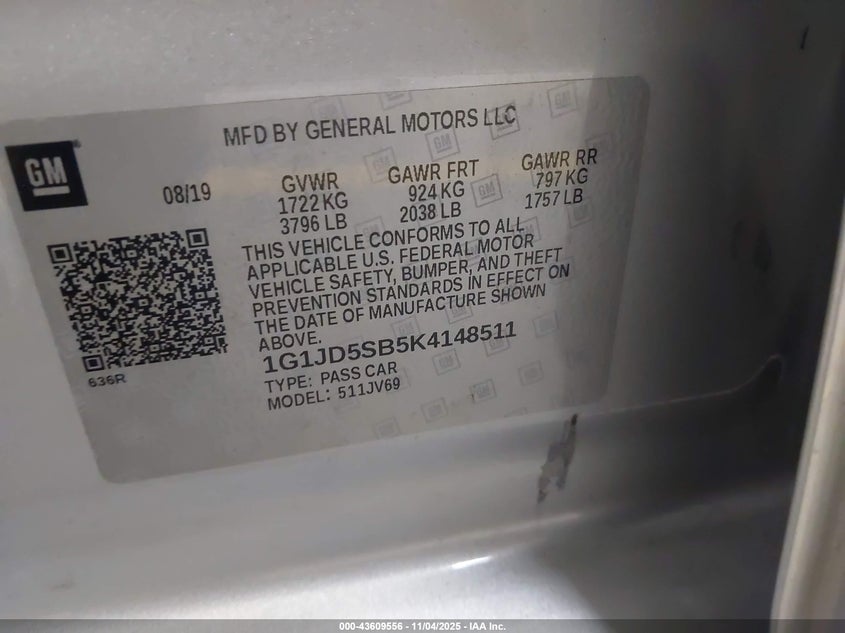 MFD BY GENERAL MOTORS LLC
GM
08/19
GVWR
1722 KG
3796 LB
GAWR FRT
924 KG
2038 LB
GAWR RR
797 KG
1757 LB
THIS VEHICLE CONFORMS TO ALL
APPLICABLE U.S. FEDERAL MOTOR
VEHICLE SAFETY, BUMPER, AND THEFT
PREVENTION STANDARDS IN EFFECT ON
THE DATE OF MANUFACTURE SHOWN
ABOVE.
1G1JD5SB5K4148511
TYPE: PASS CAR
MODEL: 511JV69
636R
000-43609556 - 11/04/2025 - IAA Inc.